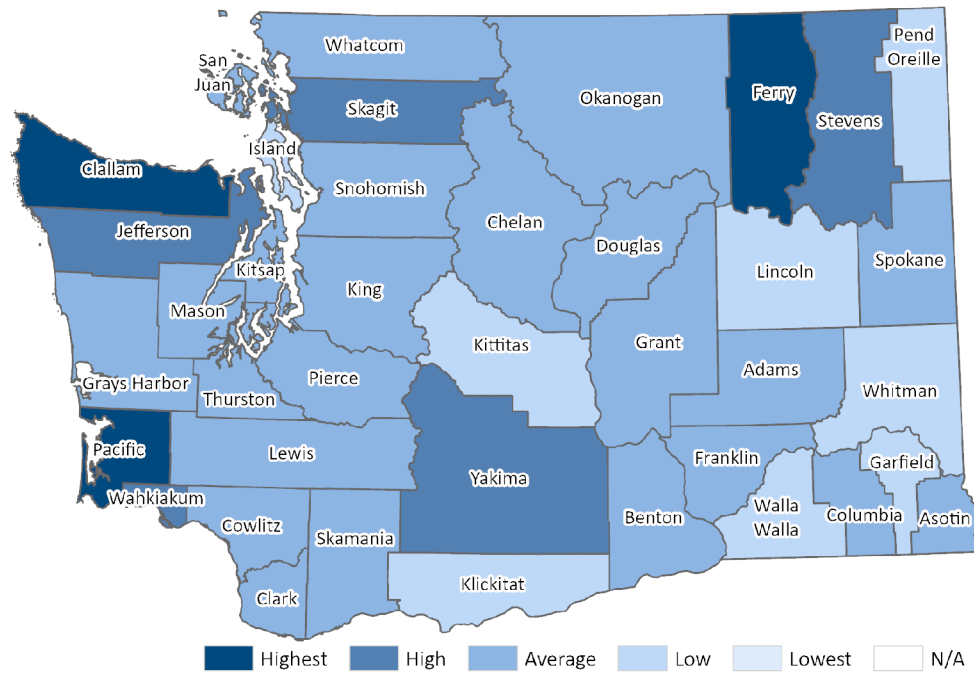 Whatcom
Pend
Oreille
San
Juan
Skagit
Okanogan
Ferry
Stevens
Island
Clallam
Snohomish
Chelan
Jefferson
Douglas
Kitsap
Lincoln
Spokane
King
Mason
Kittitas
Grant
Pierce
Adams
Grays Harbor
Thurston
Whitman
Pacific
Lewis
Yakima
Franklin
Garfield
Wahkiakum
Cowlitz
Skamania
Benton
Walla
Walla
Columbia
Asotin
Klickitat
Clark
Highest
High
Average
Low
Lowest
N/A